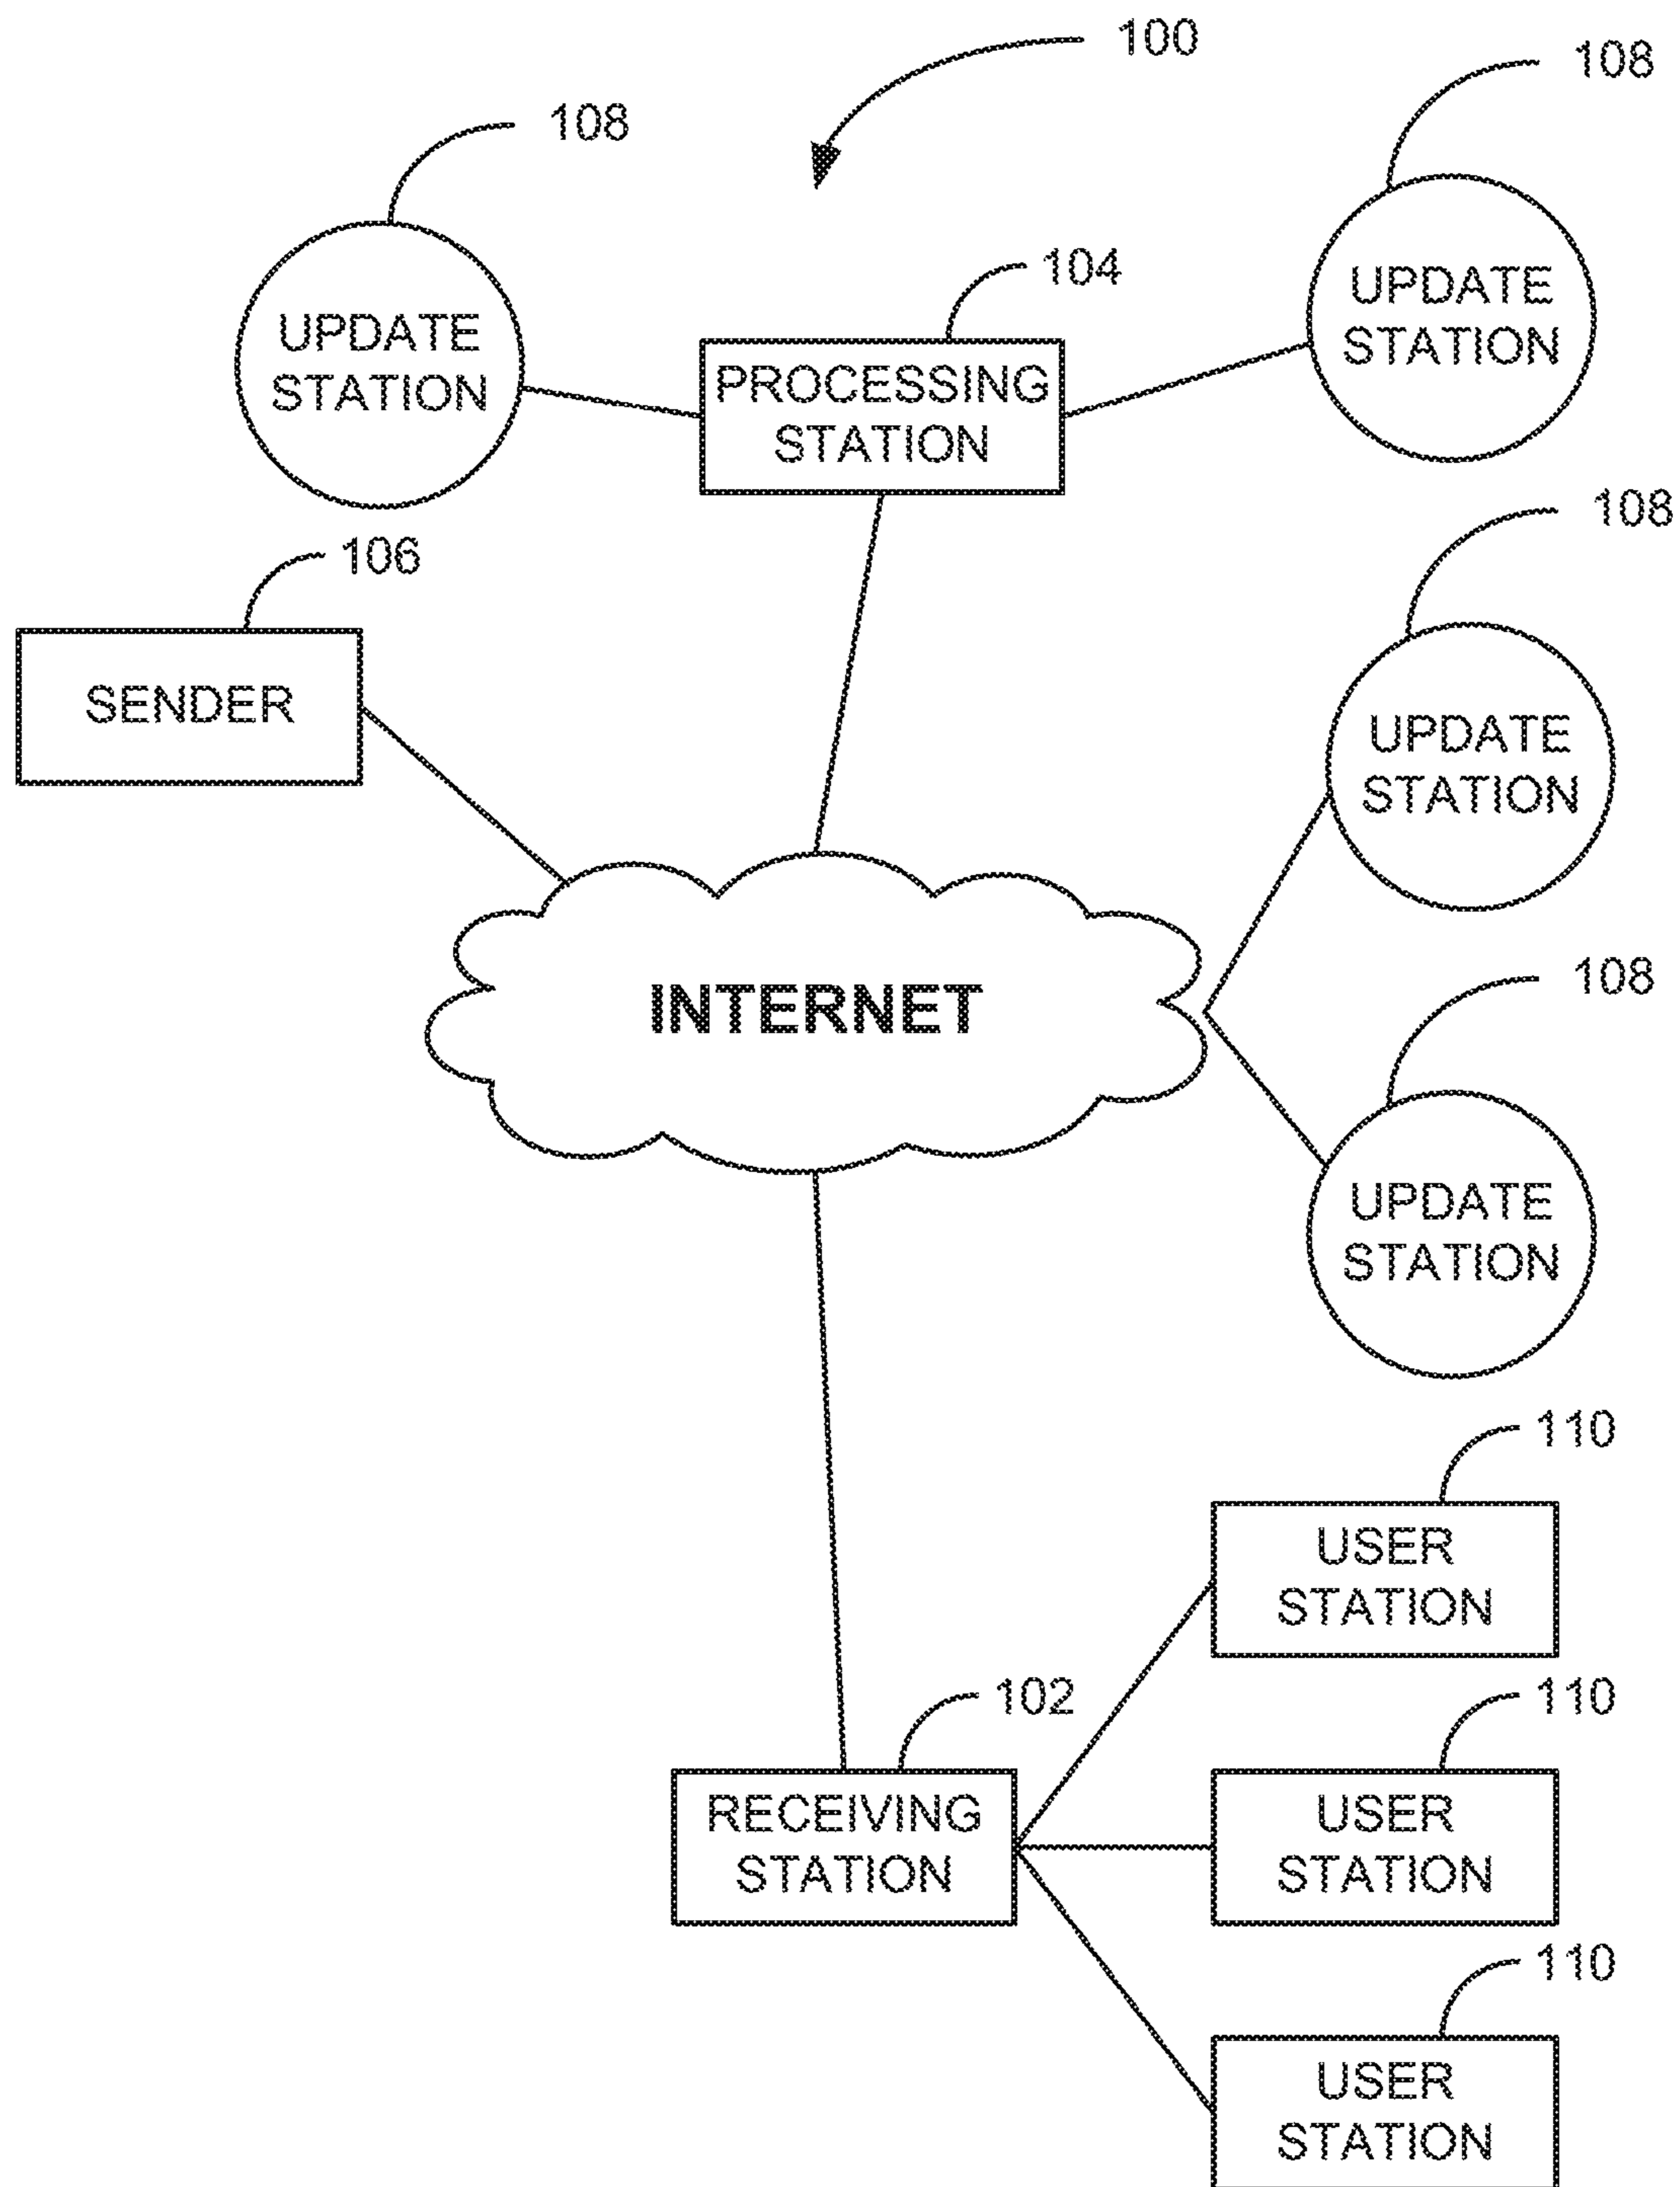 100
108
108
104
UPDATE
STATION
PROCESSING
STATION
UPDATE
STATION
108
106
SENDER
UPDATE
STATION
INTERNET
108
UPDATE
STATION
110
USER
STATION
102
110
RECEIVING
STATION
USER
STATION
110
USER
STATION